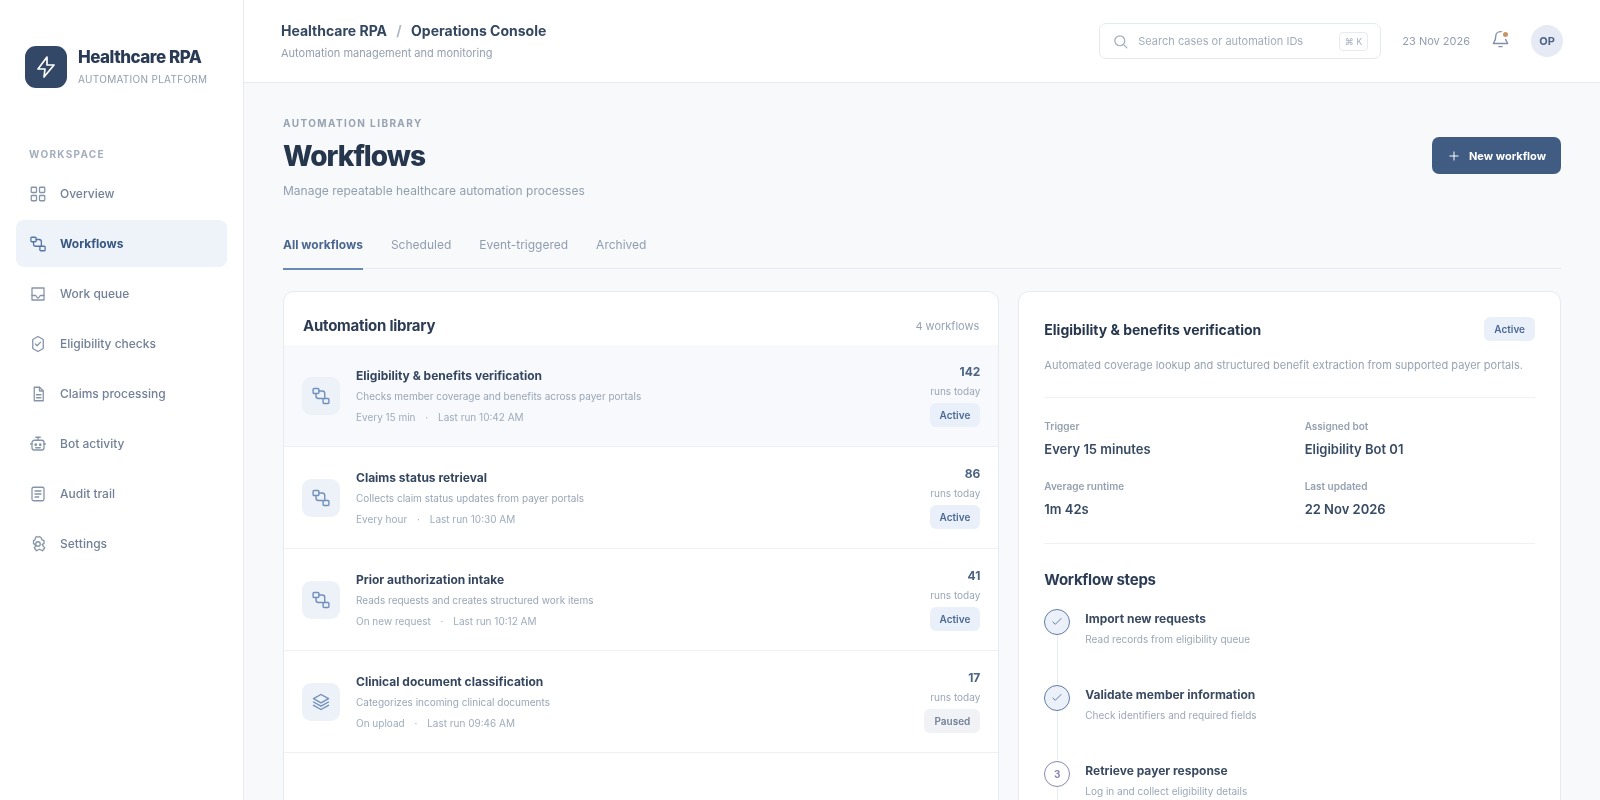 Healthcare RPA
AUTOMATION PLATFORM
WORKSPACE
Overview
Workflows
Work queue
Eligibility checks
Claims processing
Bot activity
Audit trail
Settings
Healthcare RPA / Operations Console
Automation management and monitoring
Search cases or automation IDs
⌘ K
23 Nov 2026
OP
AUTOMATION LIBRARY
Workflows
Manage repeatable healthcare automation processes
+ New workflow
All workflows
Scheduled
Event-triggered
Archived
Automation library
4 workflows
Eligibility & benefits verification
Checks member coverage and benefits across payer portals
Every 15 min · Last run 10:42 AM
142
runs today
Active
Claims status retrieval
Collects claim status updates from payer portals
Every hour · Last run 10:30 AM
86
runs today
Active
Prior authorization intake
Reads requests and creates structured work items
On new request · Last run 10:12 AM
41
runs today
Active
Clinical document classification
Categorizes incoming clinical documents
On upload · Last run 09:46 AM
17
runs today
Paused
Eligibility & benefits verification
Active
Automated coverage lookup and structured benefit extraction from supported payer portals.
Trigger
Every 15 minutes
Assigned bot
Eligibility Bot 01
Average runtime
1m 42s
Last updated
22 Nov 2026
Workflow steps
Import new requests
Read records from eligibility queue
Validate member information
Check identifiers and required fields
3
Retrieve payer response
Log in and collect eligibility details